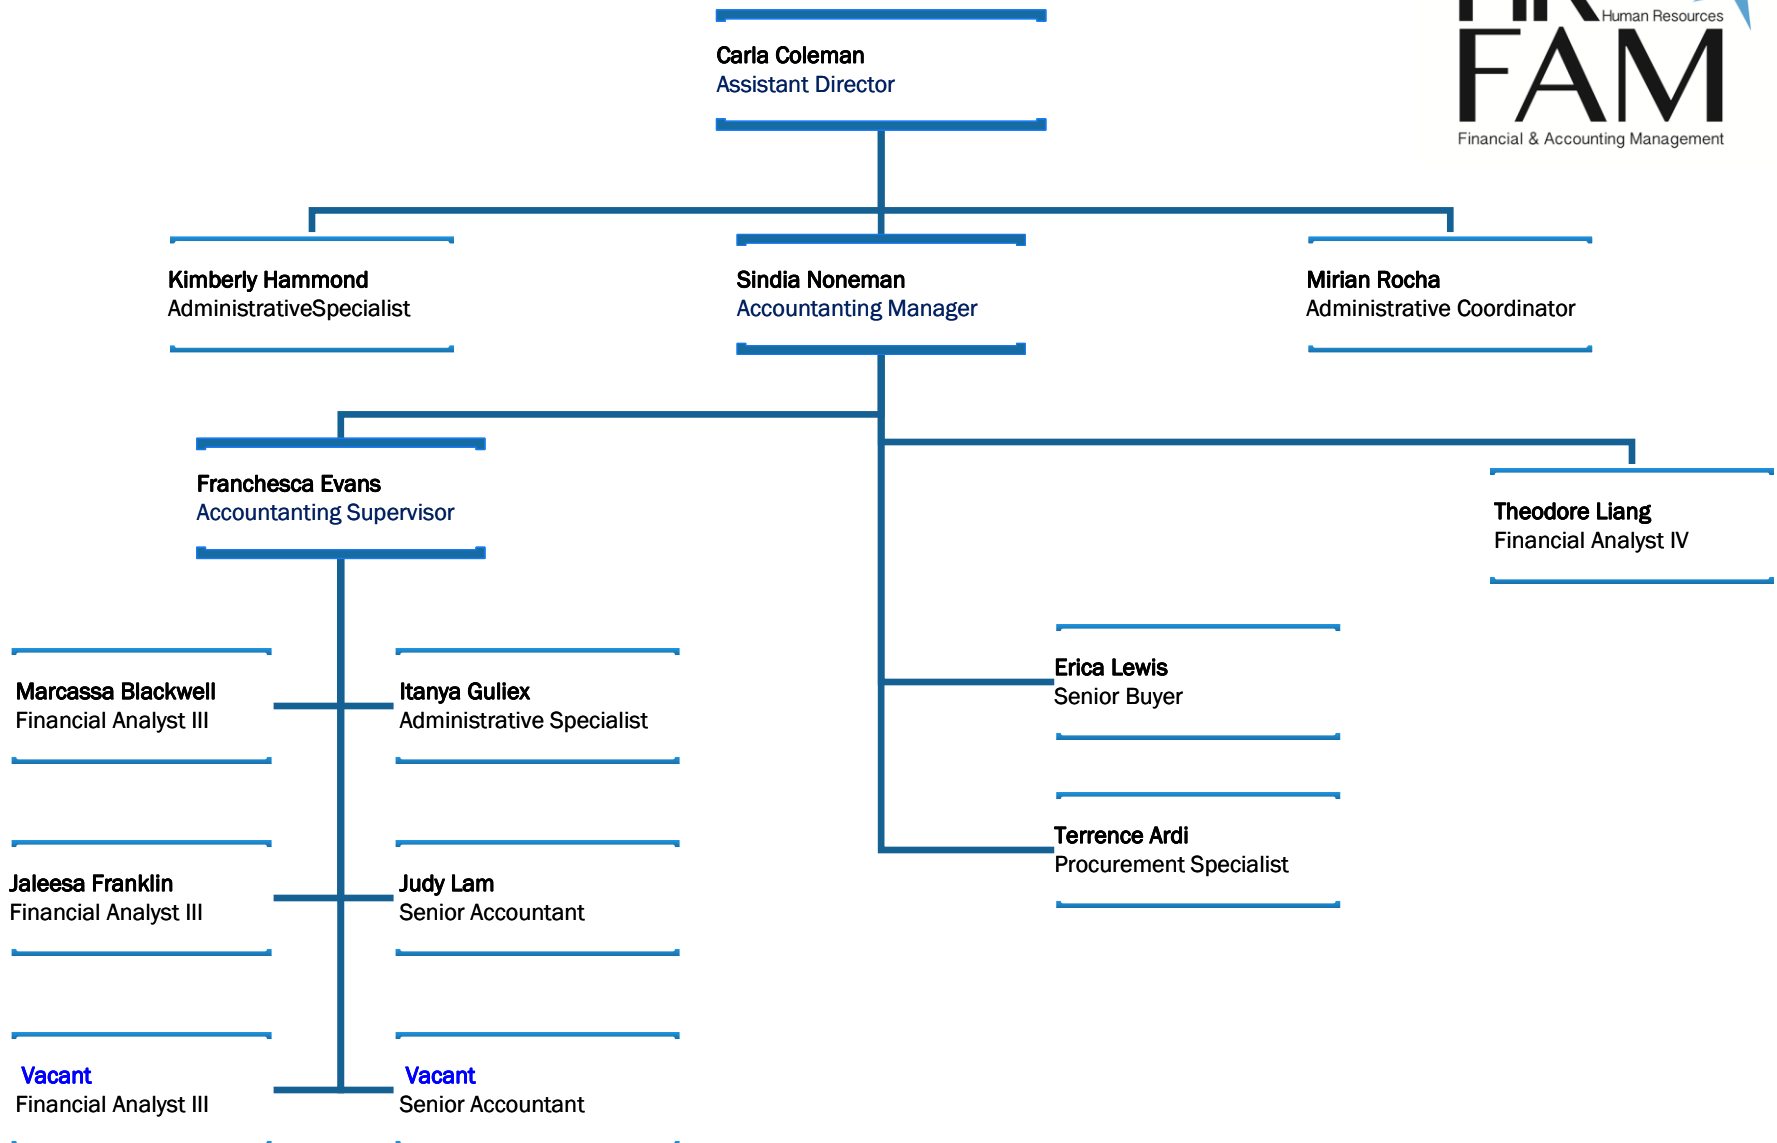 Human Resources
FAM
Financial & Accounting Management
Carla Coleman
Assistant Director
Kimberly Hammond
AdministrativeSpecialist
Sindia Noneman
Accountanting Manager
Mirian Rocha
Administrative Coordinator
Franchesca Evans
Accountanting Supervisor
Theodore Liang
Financial Analyst IV
Marcassa Blackwell
Financial Analyst III
Itanya Guliex
Administrative Specialist
Erica Lewis
Senior Buyer
Terrence Ardi
Procurement Specialist
Jaleesa Franklin
Financial Analyst III
Judy Lam
Senior Accountant
Vacant
Financial Analyst III
Vacant
Senior Accountant